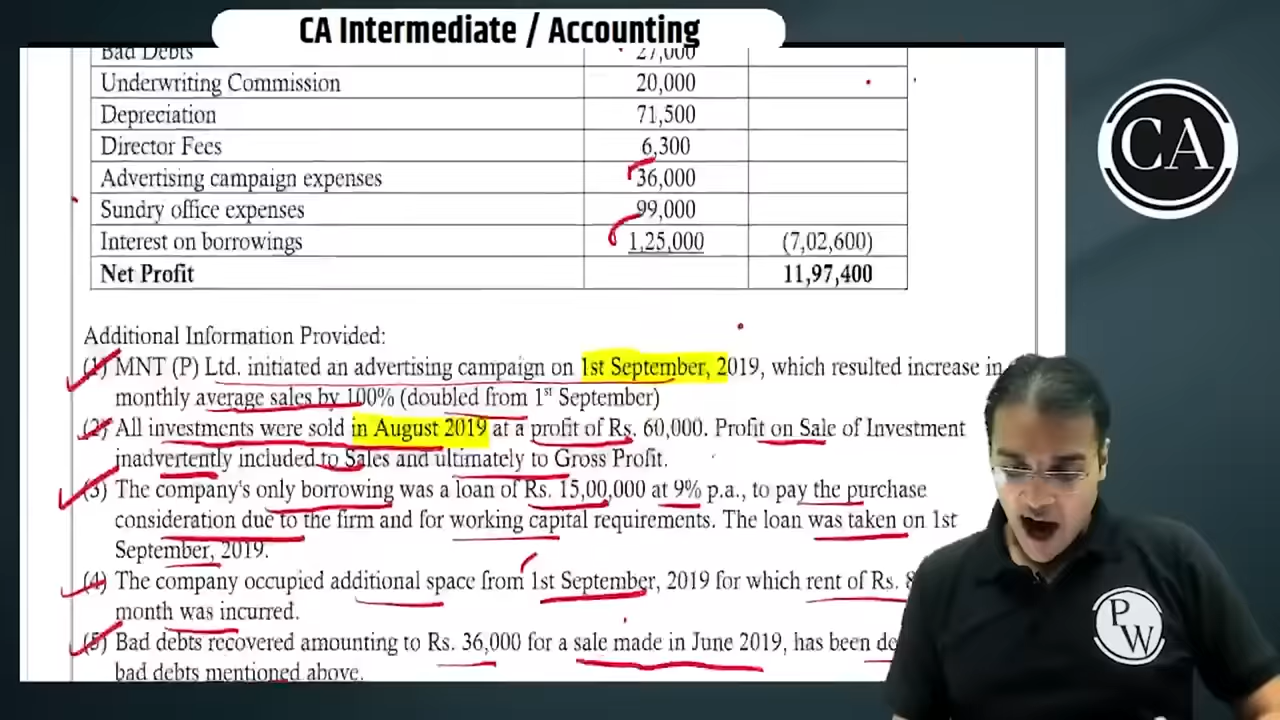 CA Intermediate / Accounting
Bad Debts 27,000
Underwriting Commission 20,000
Depreciation 71,500
Director Fees 6,300
Advertising campaign expenses 36,000
Sundry office expenses 99,000
Interest on borrowings 1,25,000 (7,02,600)
Net Profit 11,97,400
Additional Information Provided:
(1) MNT (P) Ltd. initiated an advertising campaign on 1st September, 2019, which resulted increase in
monthly average sales by 100% (doubled from 1st September)
(2) All investments were sold in August 2019 at a profit of Rs. 60,000. Profit on Sale of Investment
inadvertently included to Sales and ultimately to Gross Profit.
(3) The company's only borrowing was a loan of Rs. 15,00,000 at 9% p.a., to pay the purchase
consideration due to the firm and for working capital requirements. The loan was taken on 1st
September, 2019.
(4) The company occupied additional space from 1st September, 2019 for which rent of Rs.
month was incurred.
(5) Bad debts recovered amounting to Rs. 36,000 for a sale made in June 2019, has been
bad debts mentioned above.
CA
P
W